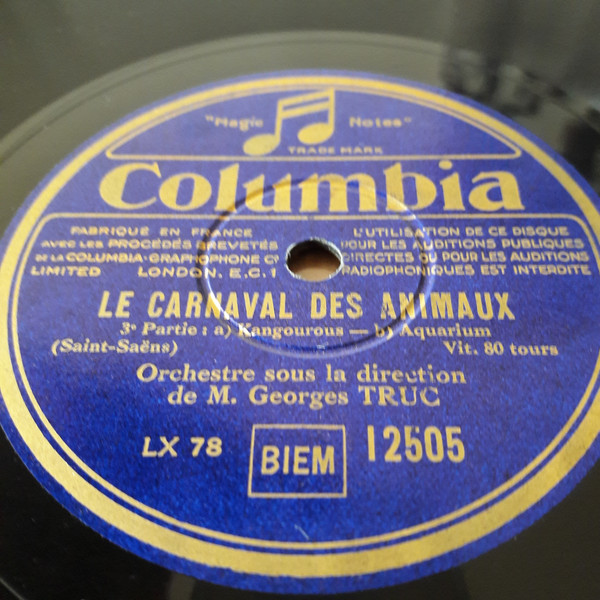 "Magic Notes"
TRADE MARK
Columbia
FABRIQUÉ EN FRANCE
AVEC LES PROCÉDÉS BREVETÉS
DE LA COLUMBIA-GRAPHOPHONE Cº
LIMITED LONDON. E.C.1
L'UTILISATION DE CE DISQUE
POUR LES AUDITIONS PUBLIQUES
DIRECTES OU POUR LES AUDITIONS
RADIOPHONIQUES EST INTERDITE
LE CARNAVAL DES ANIMAUX
3e Partie : a) Kangourous — b) Aquarium
(Saint-Saëns) Vit. 80 tours
Orchestre sous la direction
de M. Georges TRUC
LX 78 BIEM 12505